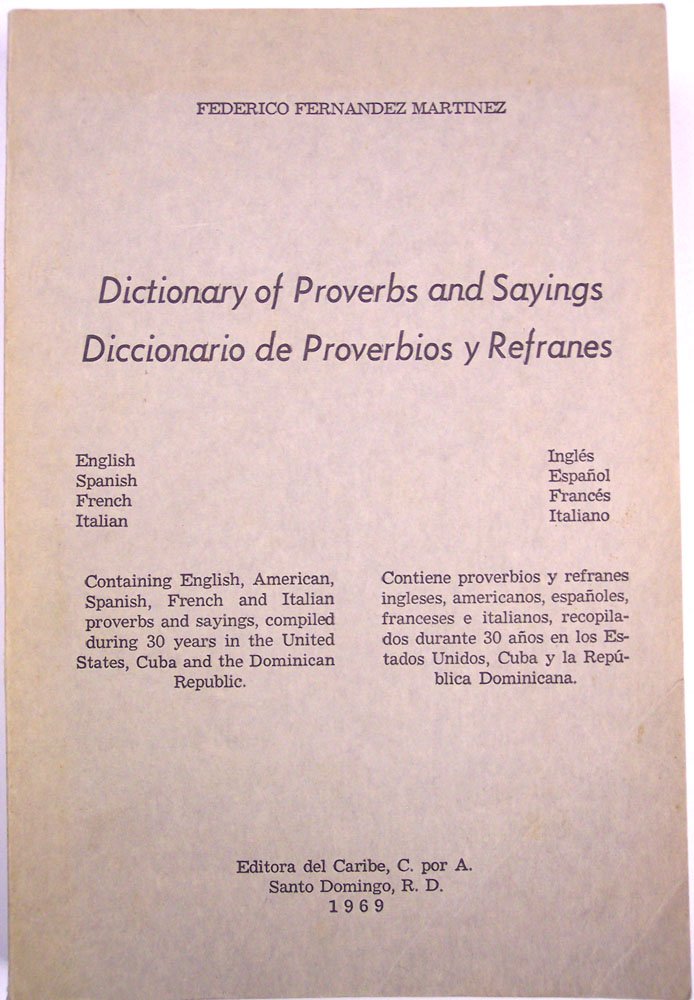 FEDERICO FERNANDEZ MARTINEZ
Dictionary of Proverbs and Sayings
Diccionario de Proverbios y Refranes
English
Spanish
French
Italian
Inglés
Español
Francés
Italiano
Containing English, American,
Spanish, French and Italian
proverbs and sayings, compiled
during 30 years in the United
States, Cuba and the Dominican
Republic.
Contiene proverbios y refranes
ingleses, americanos, españoles,
franceses e italianos, recopila-
dos durante 30 años en los Es-
tados Unidos, Cuba y la Repú-
blica Dominicana.
Editora del Caribe, C. por A.
Santo Domingo, R. D.
1969